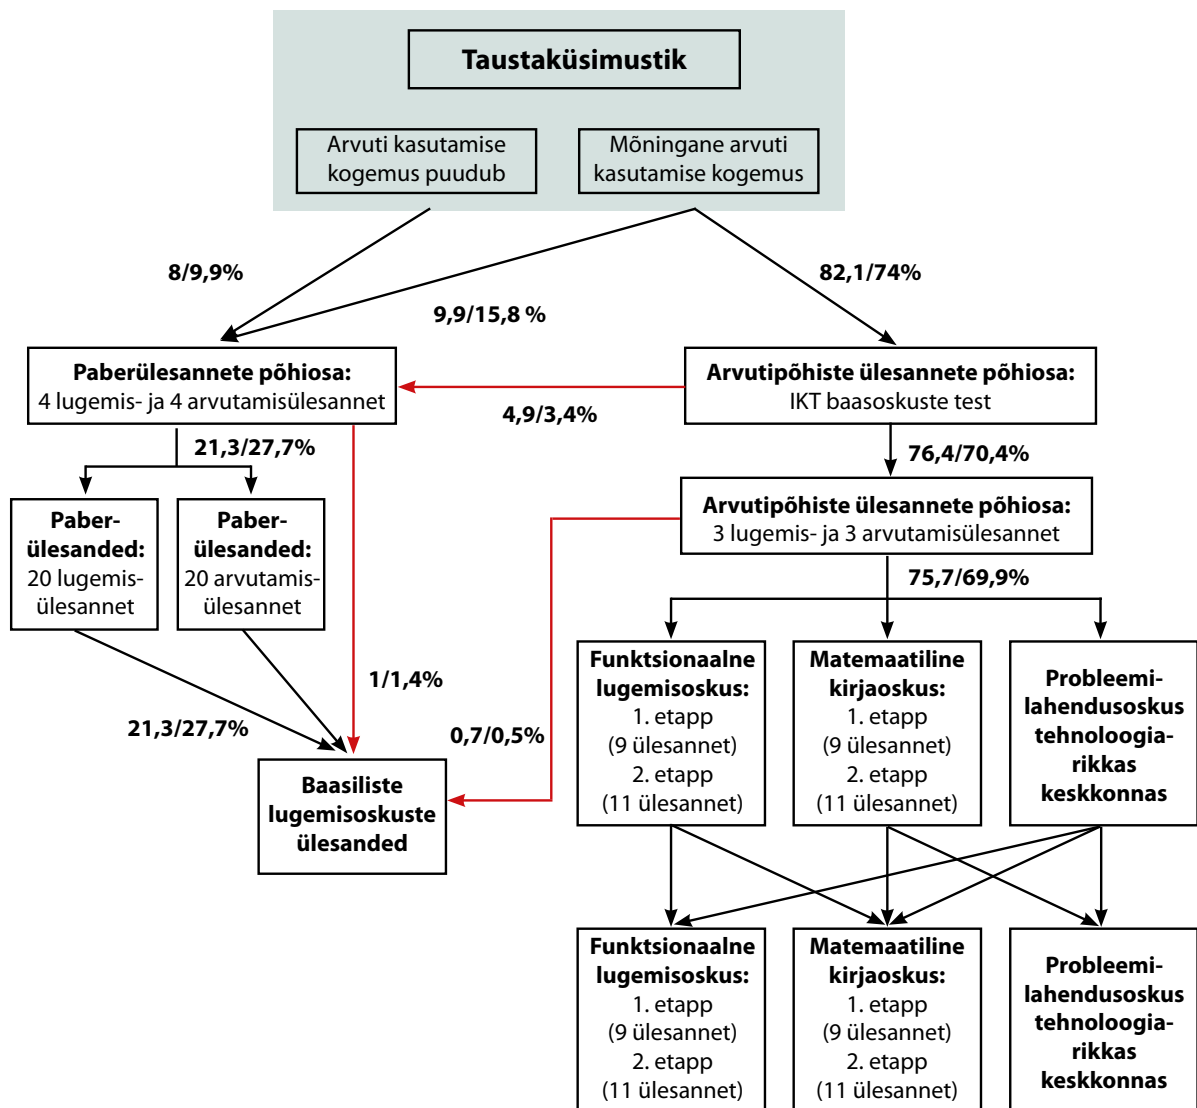 Taustaküsimustik
Arvuti kasutamise
kogemus puudub
Mõningane arvuti
kasutamise kogemus
8/9,9%
9,9/15,8 %
82,1/74%
Paberülesannete põhiosa:
4 lugemis- ja 4 arvutamisülesannet
Arvutipõhiste ülesannete põhiosa:
IKT baasoskuste test
4,9/3,4%
21,3/27,7%
76,4/70,4%
Paber-
ülesanded:
20 lugemis-
ülesannet
Paber-
ülesanded:
20 arvutamis-
ülesannet
Arvutipõhiste ülesannete põhiosa:
3 lugemis- ja 3 arvutamisülesannet
75,7/69,9%
1/1,4%
21,3/27,7%
0,7/0,5%
Baasiliste
lugemisoskuste
ülesanded
Funktsionaalne
lugemisoskus:
1. etapp
(9 ülesannet)
2. etapp
(11 ülesannet)
Matemaatiline
kirjaoskus:
1. etapp
(9 ülesannet)
2. etapp
(11 ülesannet)
Probleemi-
lahendusoskus
tehnoloogia-
rikkas
keskkonnas
Funktsionaalne
lugemisoskus:
1. etapp
(9 ülesannet)
2. etapp
(11 ülesannet)
Matemaatiline
kirjaoskus:
1. etapp
(9 ülesannet)
2. etapp
(11 ülesannet)
Probleemi-
lahendusoskus
tehnoloogia-
rikkas
keskkonnas